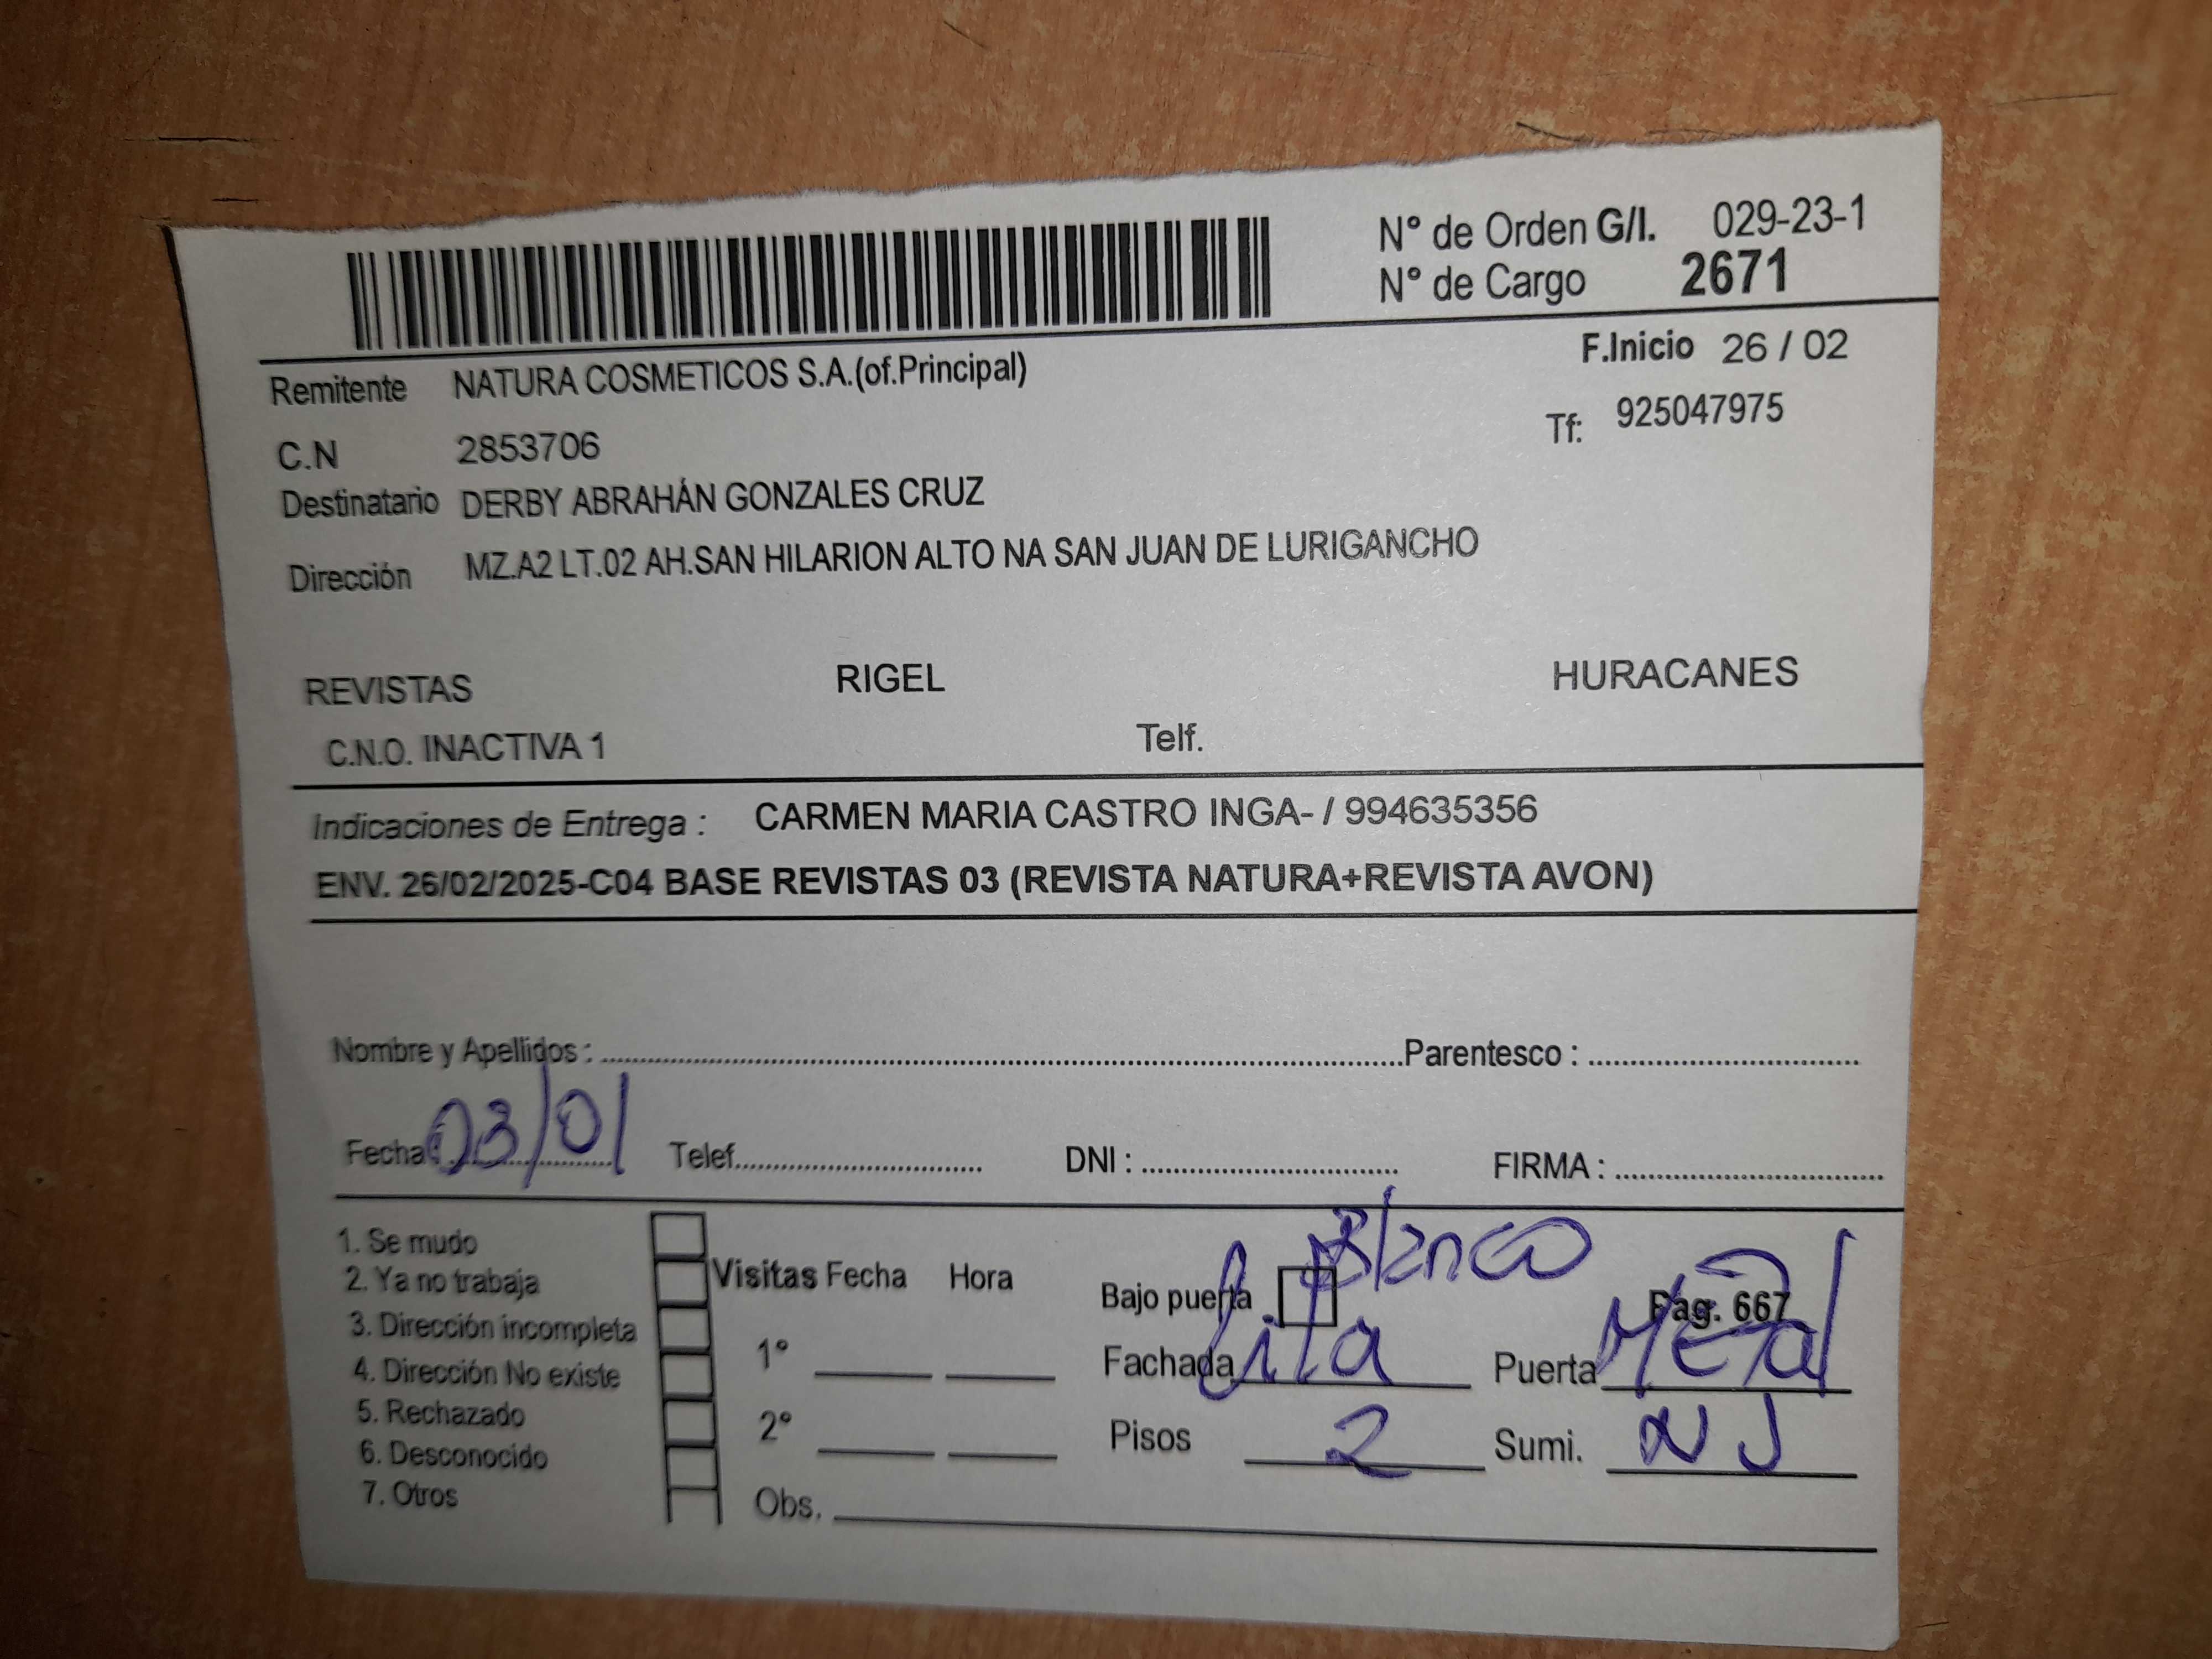 N° de Orden G/I. 029-23-1
N° de Cargo 2671
F.Inicio 26 / 02
Remitente NATURA COSMETICOS S.A.(of.Principal)
Tf: 925047975
C.N 2853706
Destinatario DERBY ABRAHÁN GONZALES CRUZ
Dirección MZ.A2 LT.02 AH.SAN HILARION ALTO NA SAN JUAN DE LURIGANCHO
REVISTAS RIGEL HURACANES
C.N.O. INACTIVA 1 Telf.
Indicaciones de Entrega : CARMEN MARIA CASTRO INGA- / 994635356
ENV. 26/02/2025-C04 BASE REVISTAS 03 (REVISTA NATURA+REVISTA AVON)
Nombre y Apellidos : Parentesco :
Fecha : 03/01 Telef. DNI : FIRMA :
1. Se mudo
2. Ya no trabaja
3. Dirección incompleta
4. Dirección No existe
5. Rechazado
6. Desconocido
7. Otros
Visitas Fecha Hora
1°
2°
Obs.
Blanco
Bajo puerta Pag. 667
Fachada lila Puerta Metal
Pisos 2 Sumi.